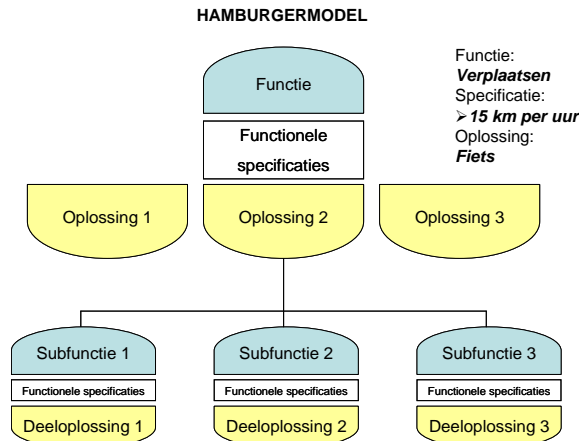 HAMBURGERMODEL
Functie
Functionele
specificaties
Functie:
Verplaatsen
Specificatie:
➢15 km per uur
Oplossing:
Fiets
Oplossing 1
Oplossing 2
Oplossing 3
Subfunctie 1
Subfunctie 2
Subfunctie 3
Functionele specificaties
Functionele specificaties
Functionele specificaties
Deeloplossing 1
Deeloplossing 2
Deeloplossing 3